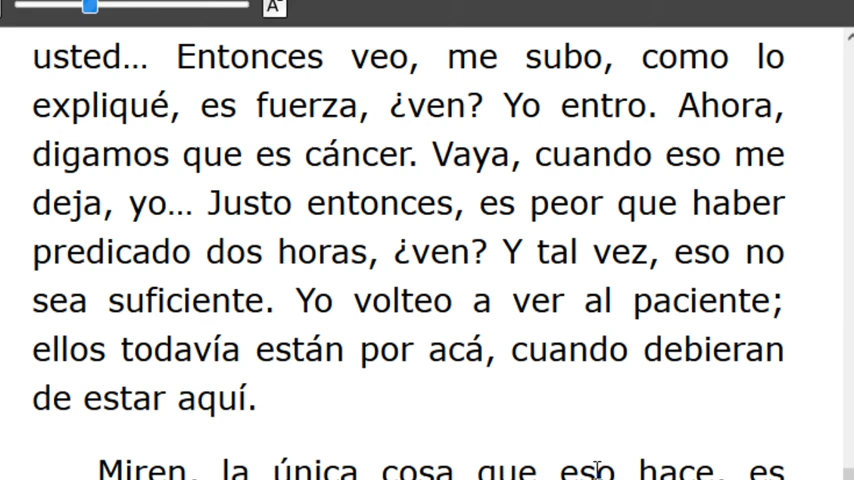 A
usted… Entonces veo, me subo, como lo
expliqué, es fuerza, ¿ven? Yo entro. Ahora,
digamos que es cáncer. Vaya, cuando eso me
deja, yo… Justo entonces, es peor que haber
predicado dos horas, ¿ven? Y tal vez, eso no
sea suficiente. Yo volteo a ver al paciente;
ellos todavía están por acá, cuando debieran
de estar aquí.
Miren, la única cosa que eso hace, es